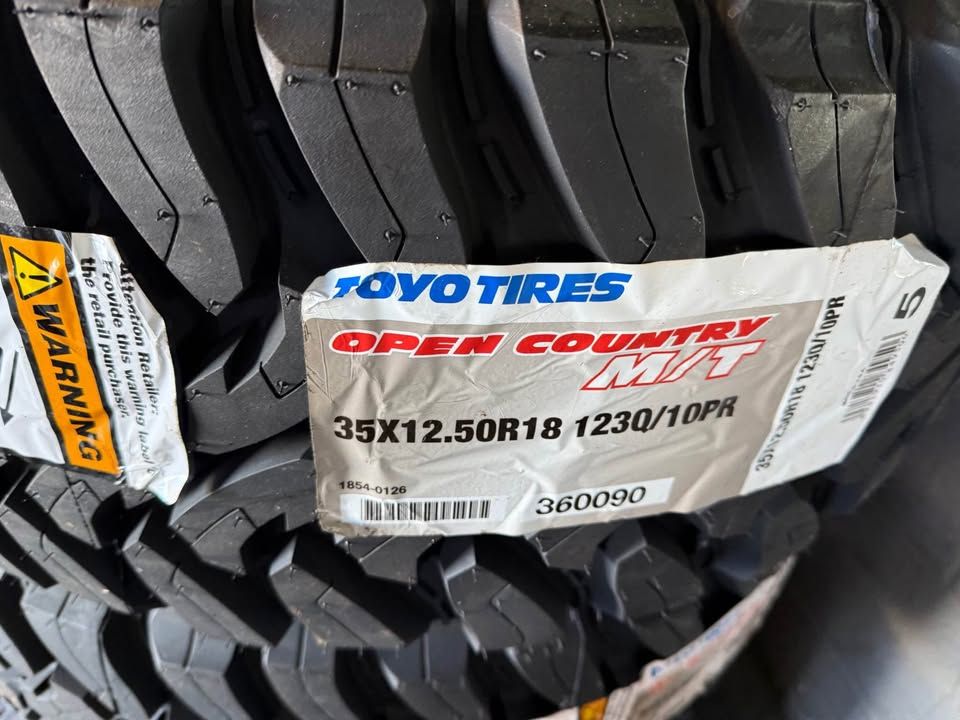 TOYO TIRES
OPEN COUNTRY
M/T
35X12.50R18 123Q/10PR
1854-0126
360090
35X12.50R18 123Q/10PR
5
WARNING
Attention Retailer:
Provide this warning label
the retail purchaser.